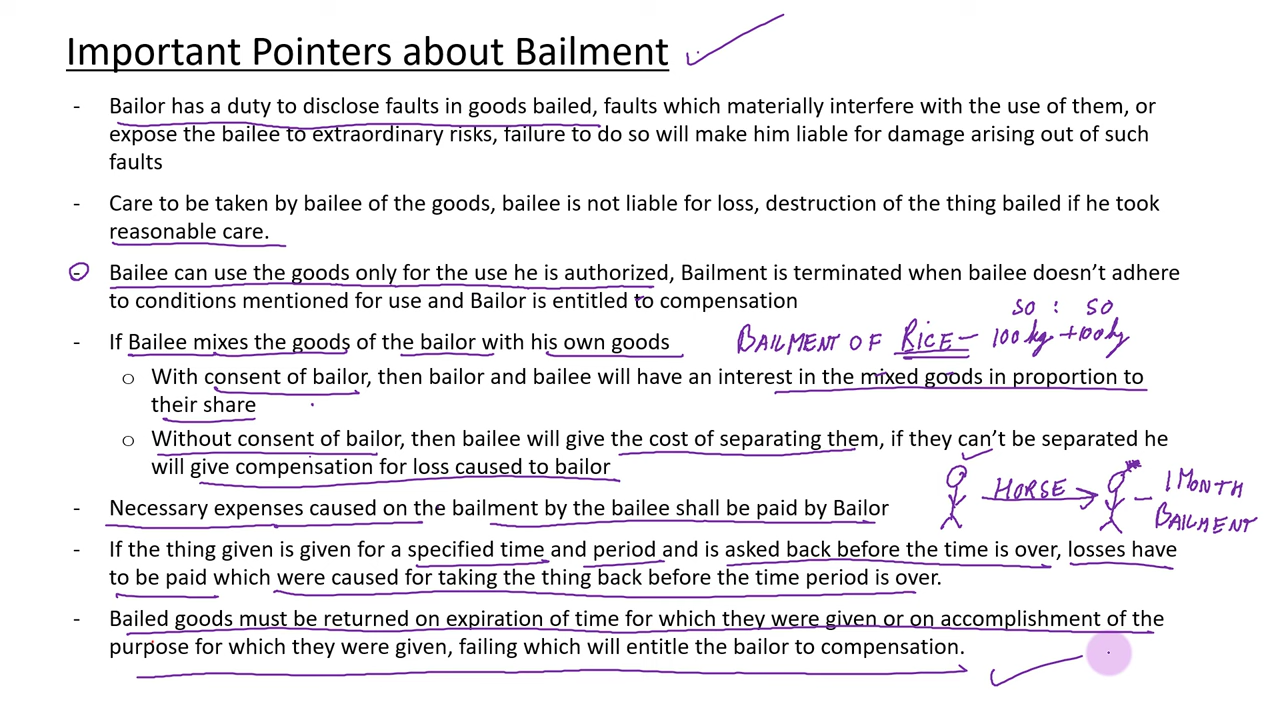 Important Pointers about Bailment
- Bailor has a duty to disclose faults in goods bailed, faults which materially interfere with the use of them, or
expose the bailee to extraordinary risks, failure to do so will make him liable for damage arising out of such
faults
- Care to be taken by bailee of the goods, bailee is not liable for loss, destruction of the thing bailed if he took
reasonable care.
- Bailee can use the goods only for the use he is authorized, Bailment is terminated when bailee doesn't adhere
to conditions mentioned for use and Bailor is entitled to compensation
50 : 50
- If Bailee mixes the goods of the bailor with his own goods
BAILMENT OF RICE - 100 kg + 100 kg
o With consent of bailor, then bailor and bailee will have an interest in the mixed goods in proportion to
their share
o Without consent of bailor, then bailee will give the cost of separating them, if they can't be separated he
will give compensation for loss caused to bailor
HORSE
- 1 MONTH
BAILMENT
- Necessary expenses caused on the bailment by the bailee shall be paid by Bailor
- If the thing given is given for a specified time and period and is asked back before the time is over, losses have
to be paid which were caused for taking the thing back before the time period is over.
- Bailed goods must be returned on expiration of time for which they were given or on accomplishment of the
purpose for which they were given, failing which will entitle the bailor to compensation.